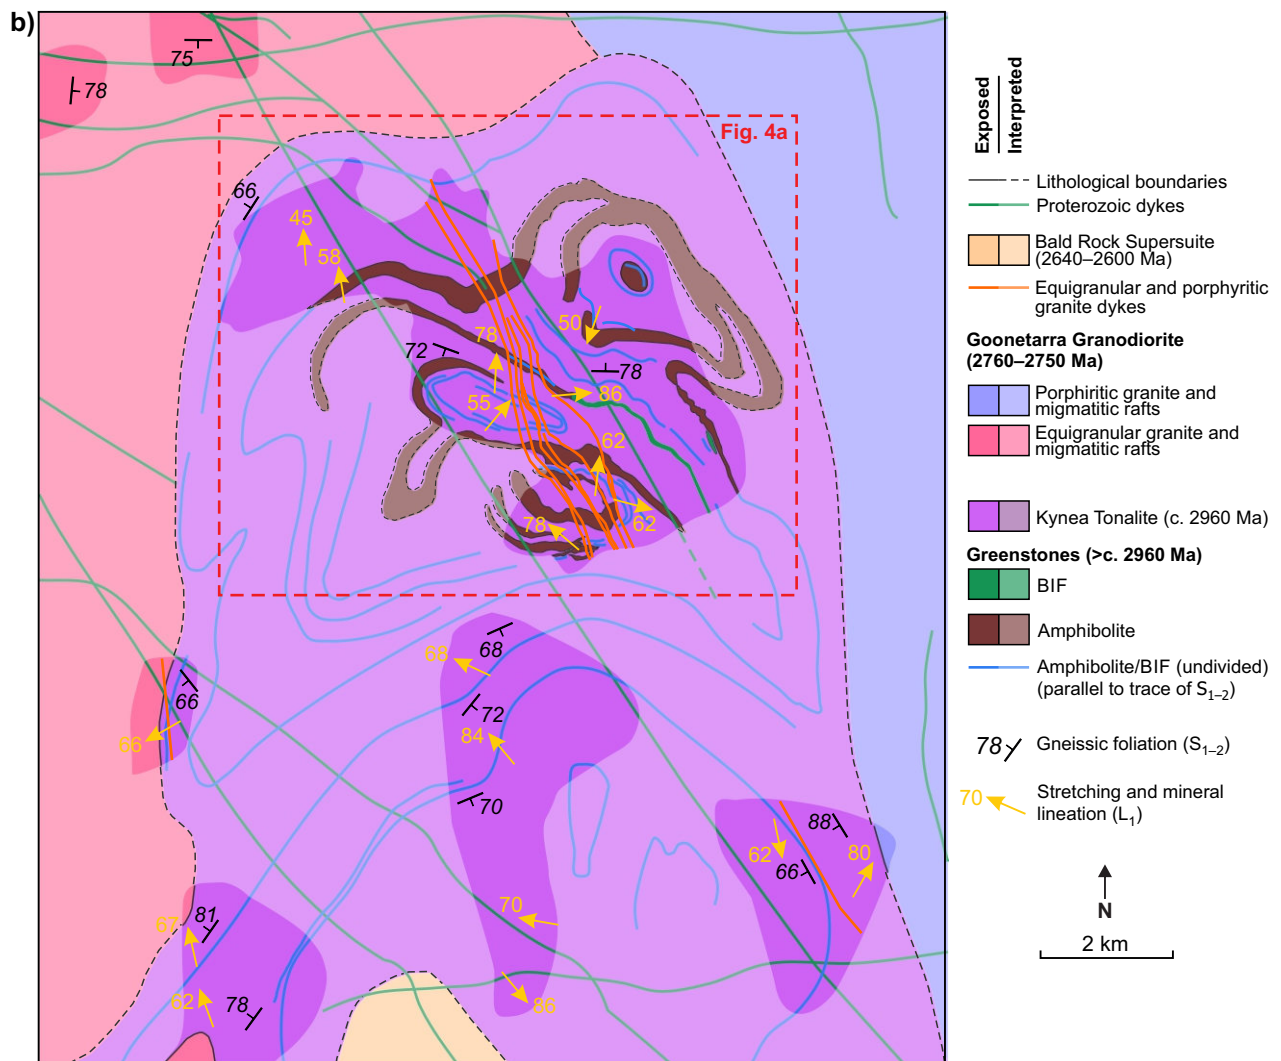 b)
75
78
Fig. 4a
66
45
58
50
78
72
78
86
55
62
62
78
68
68
66
72
84
66
70
88
62
66
80
70
67
81
62
78
86
Exposed
Interpreted
Lithological boundaries
Proterozoic dykes
Bald Rock Supersuite
(2640–2600 Ma)
Equigranular and porphyritic
granite dykes
Goonetarra Granodiorite
(2760–2750 Ma)
Porphiritic granite and
migmatitic rafts
Equigranular granite and
migmatitic rafts
Kynea Tonalite (c. 2960 Ma)
Greenstones (>c. 2960 Ma)
BIF
Amphibolite
Amphibolite/BIF (undivided)
(parallel to trace of S1–2)
78 Gneissic foliation (S1–2)
70 Stretching and mineral
lineation (L1)
N
2 km